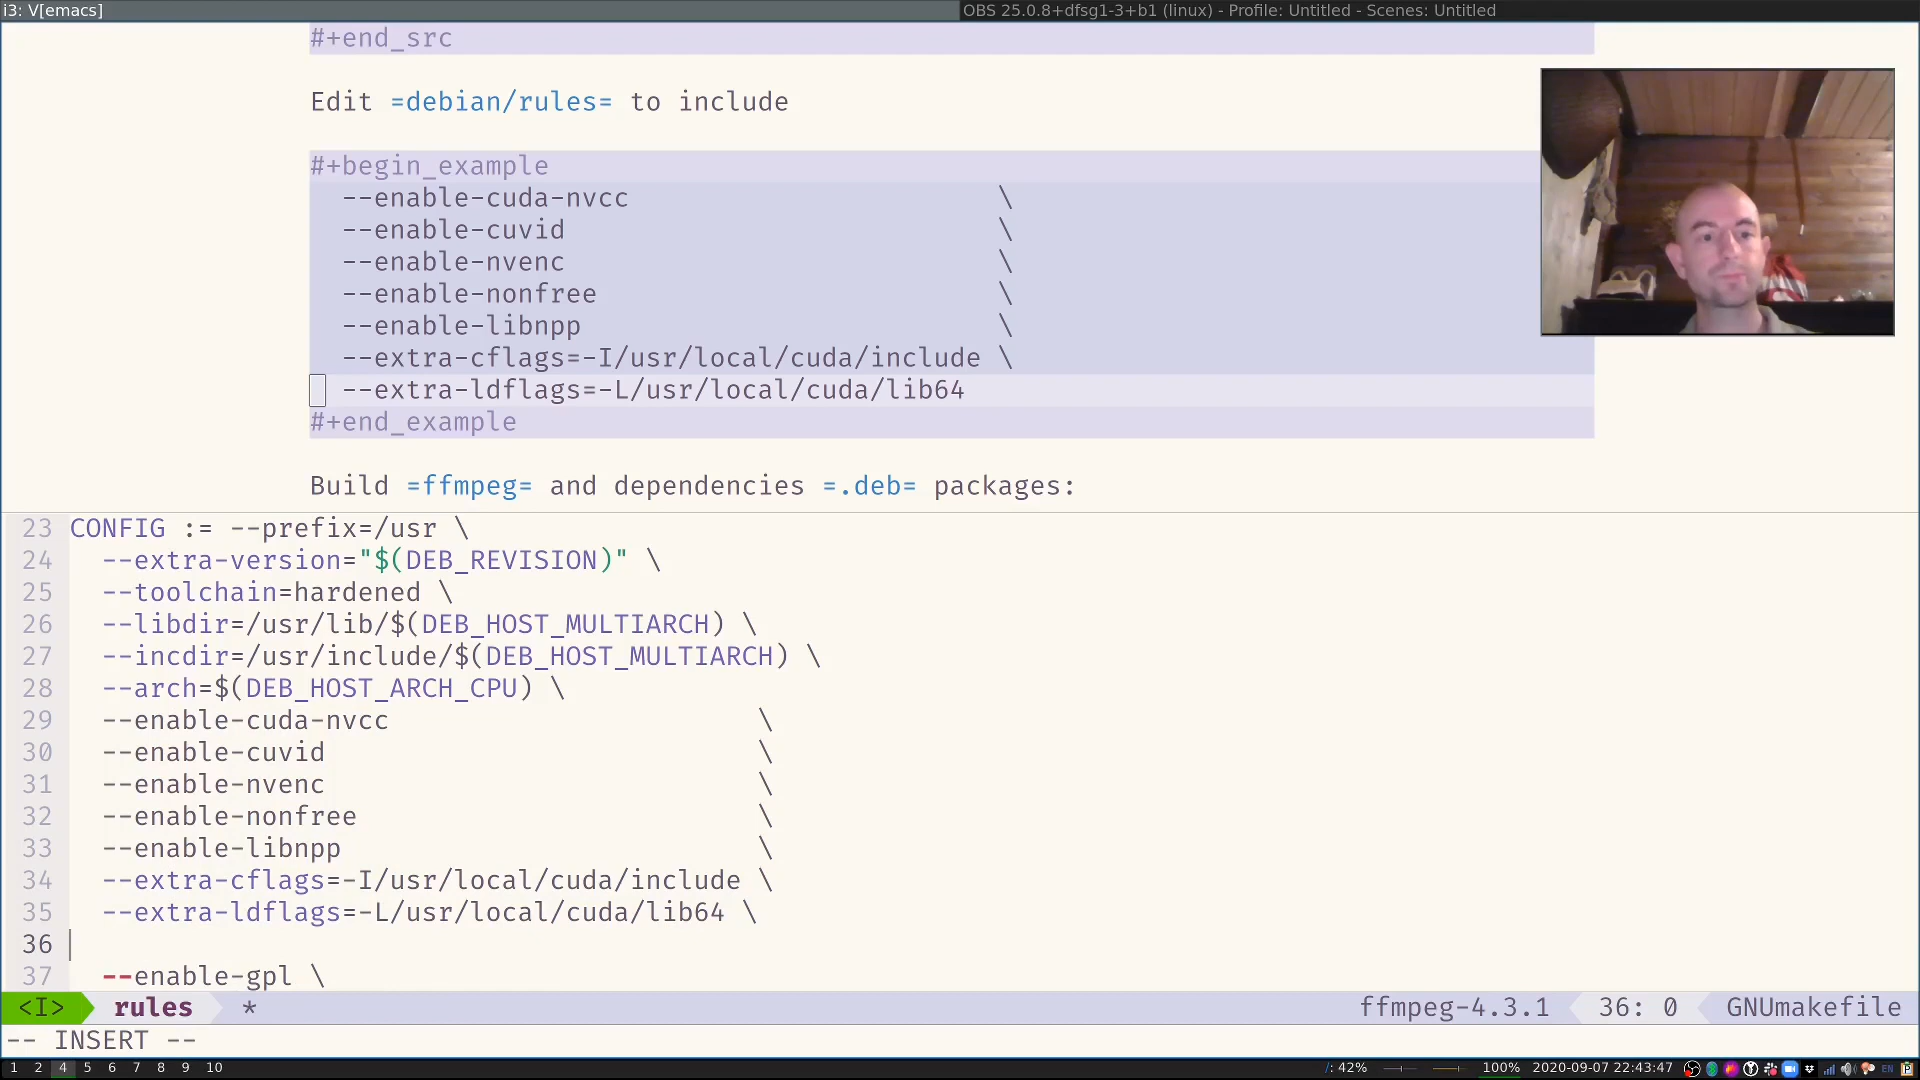 i3: V[emacs]
OBS 25.0.8+dfsg1-3+b1 (linux) - Profile: Untitled - Scenes: Untitled
#+end_src
Edit =debian/rules= to include
#+begin_example
--enable-cuda-nvcc \
--enable-cuvid \
--enable-nvenc \
--enable-nonfree \
--enable-libnpp \
--extra-cflags=-I/usr/local/cuda/include \
--extra-ldflags=-L/usr/local/cuda/lib64
#+end_example
Build =ffmpeg= and dependencies =.deb= packages:
23 CONFIG := --prefix=/usr \
24 --extra-version="$(DEB_REVISION)" \
25 --toolchain=hardened \
26 --libdir=/usr/lib/$(DEB_HOST_MULTIARCH) \
27 --incdir=/usr/include/$(DEB_HOST_MULTIARCH) \
28 --arch=$(DEB_HOST_ARCH_CPU) \
29 --enable-cuda-nvcc \
30 --enable-cuvid \
31 --enable-nvenc \
32 --enable-nonfree \
33 --enable-libnpp \
34 --extra-cflags=-I/usr/local/cuda/include \
35 --extra-ldflags=-L/usr/local/cuda/lib64 \
36
37 --enable-gpl \
<I> rules * ffmpeg-4.3.1 36: 0 GNUmakefile
-- INSERT --
1 2 4 5 6 7 8 9 10 /: 42% 100% 2020-09-07 22:43:47 EN